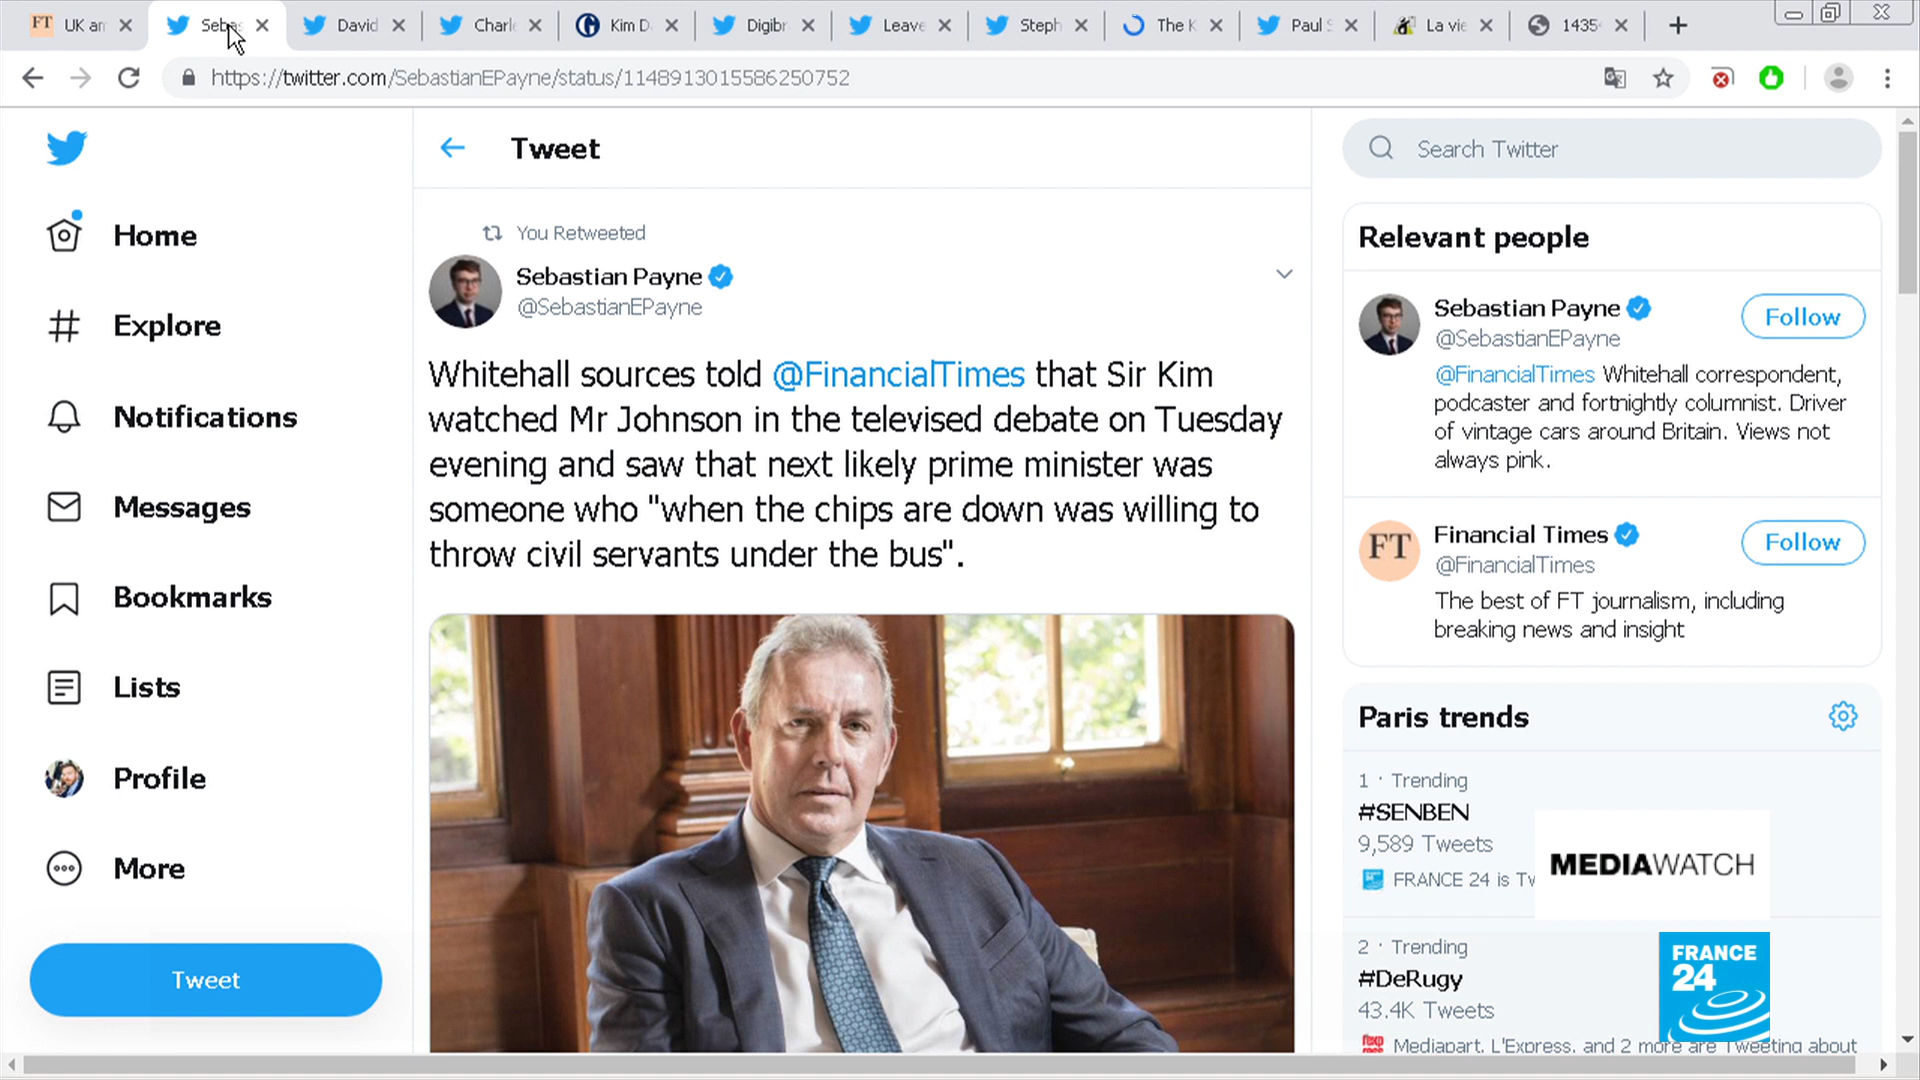 FT UK am
Sebas
David
Charle
Kim D
Digibr
Leave
Steph
The K
Paul S
La vie
1435
https://twitter.com/SebastianEPayne/status/1148913015586250752
Home
Explore
Notifications
Messages
Bookmarks
Lists
Profile
More
Tweet
Tweet
You Retweeted
Sebastian Payne
@SebastianEPayne
Whitehall sources told @FinancialTimes that Sir Kim
watched Mr Johnson in the televised debate on Tuesday
evening and saw that next likely prime minister was
someone who "when the chips are down was willing to
throw civil servants under the bus".
Search Twitter
Relevant people
Sebastian Payne
@SebastianEPayne
Follow
@FinancialTimes Whitehall correspondent,
podcaster and fortnightly columnist. Driver
of vintage cars around Britain. Views not
always pink.
FT
Financial Times
@FinancialTimes
Follow
The best of FT journalism, including
breaking news and insight
Paris trends
1 · Trending
#SENBEN
9,589 Tweets
FRANCE 24 is Tw
MEDIAWATCH
2 · Trending
#DeRugy
43.4K Tweets
Mediapart, L'Express, and 2 more are Tweeting about
FRANCE
24